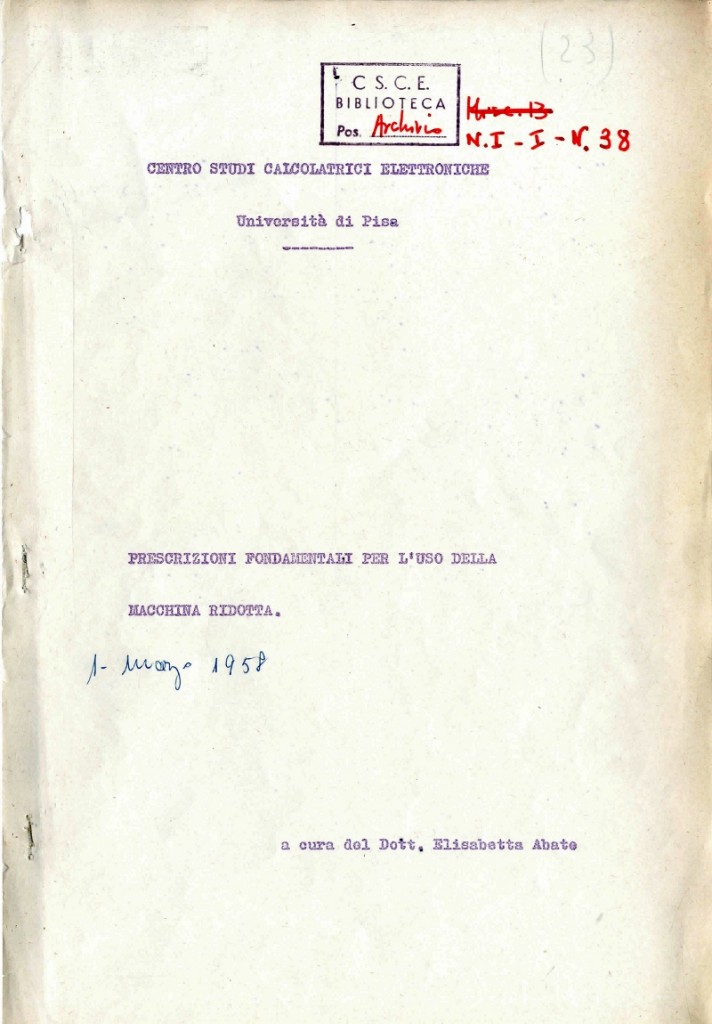 (23)
C S. C. E.
BIBLIOTECA
Pos. Archivio
N.I - I - N. 38
CENTRO STUDI CALCOLATRICI ELETTRONICHE
Università di Pisa
PRESCRIZIONI FONDAMENTALI PER L'USO DELLA
MACCHINA RIDOTTA.
1- Marzo 1958
a cura del Dott. Elisabetta Abate